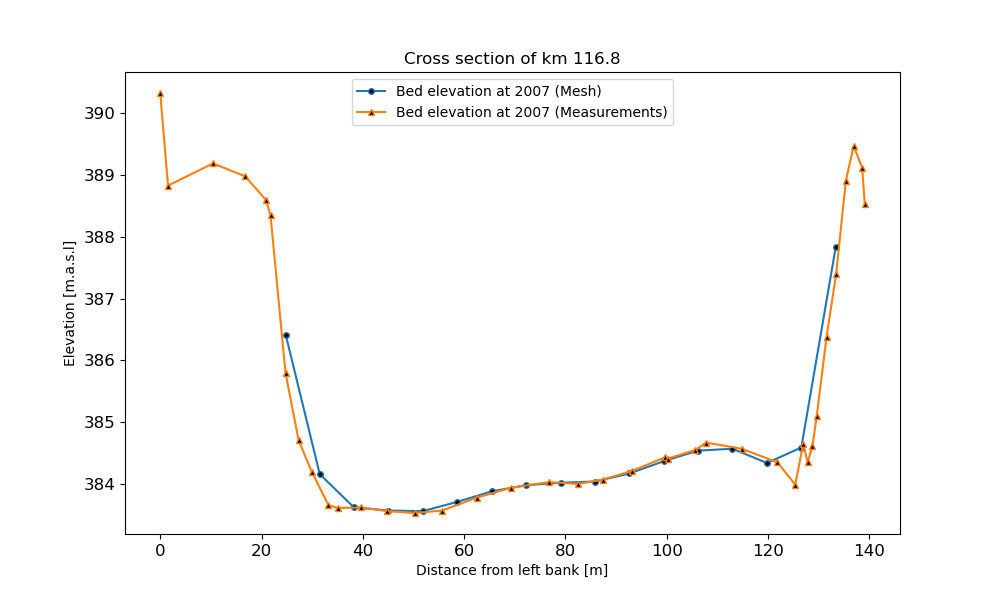 Cross section of km 116.8
Bed elevation at 2007 (Mesh)
Bed elevation at 2007 (Measurements)
Elevation [m.a.s.l]
390
389
388
387
386
385
384
0 20 40 60 80 100 120 140
Distance from left bank [m]